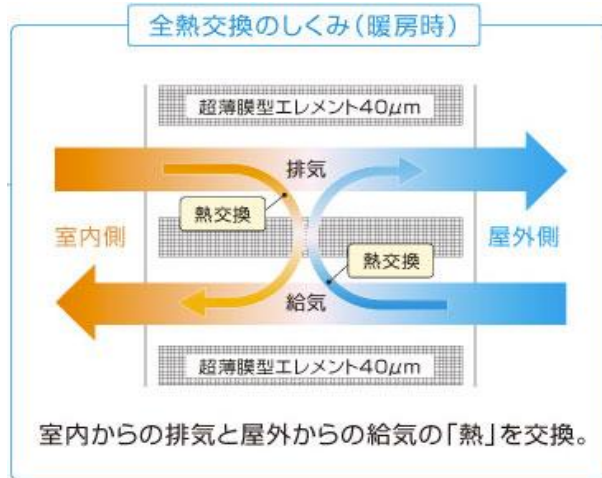 全熱交換のしくみ(暖房時)
超薄膜型エレメント40μm
排気
熱交換
室内側
屋外側
熱交換
給気
超薄膜型エレメント40μm
室内からの排気と屋外からの給気の「熱」を交換。